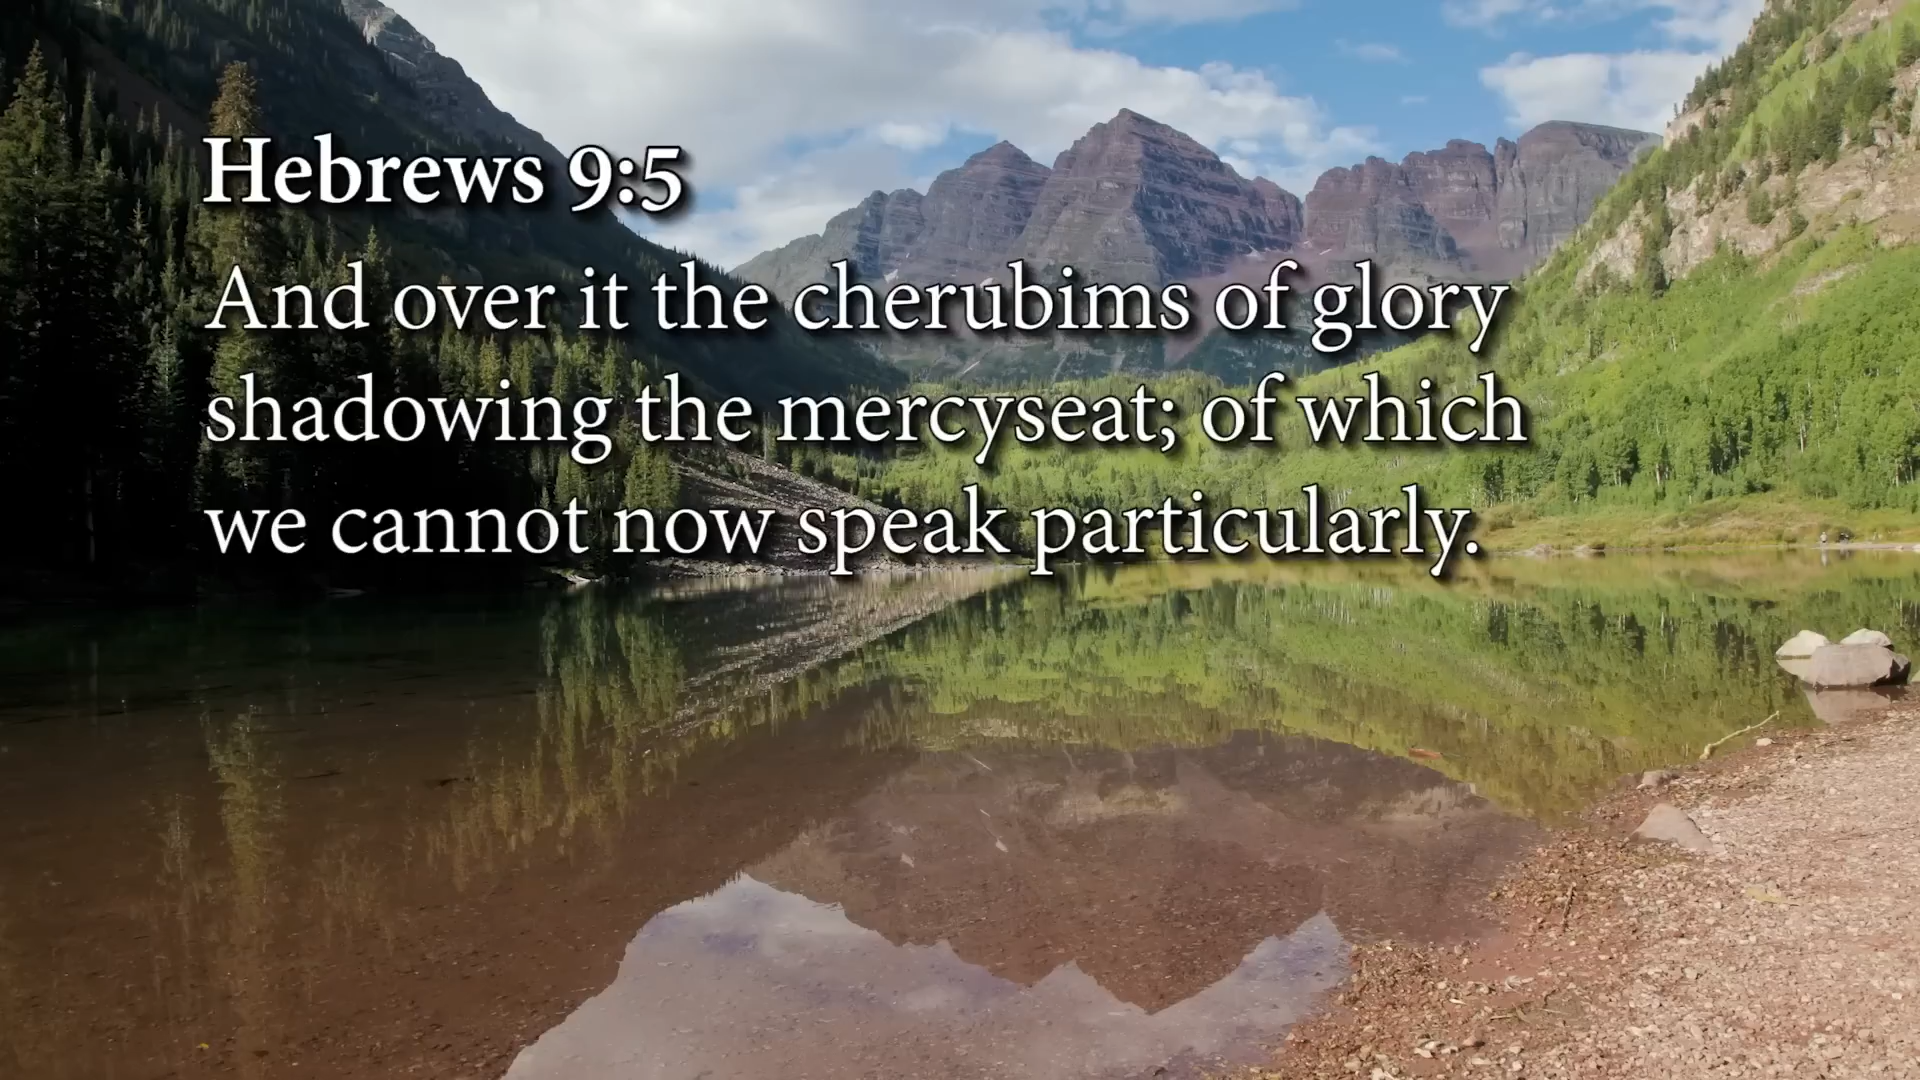 Hebrews 9:5
And over it the cherubims of glory
shadowing the mercyseat; of which
we cannot now speak particularly.